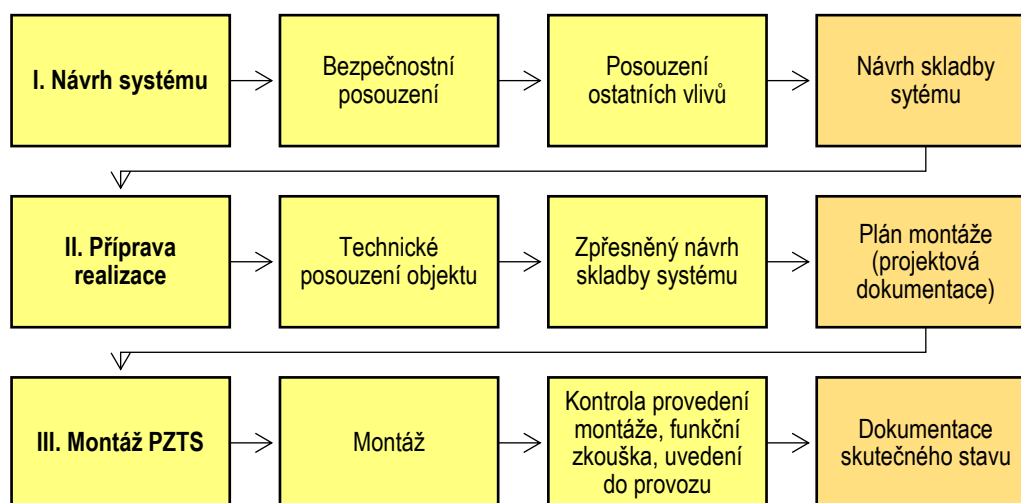 I. Návrh systému
Bezpečnostní
posouzení
Posouzení
ostatních vlivů
Návrh skladby
sytému
II. Příprava
realizace
Technické
posouzení objektu
Zpřesněný návrh
skladby systému
Plán montáže
(projektová
dokumentace)
III. Montáž PZTS
Montáž
Kontrola provedení
montáže, funkční
zkouška, uvedení
do provozu
Dokumentace
skutečného stavu